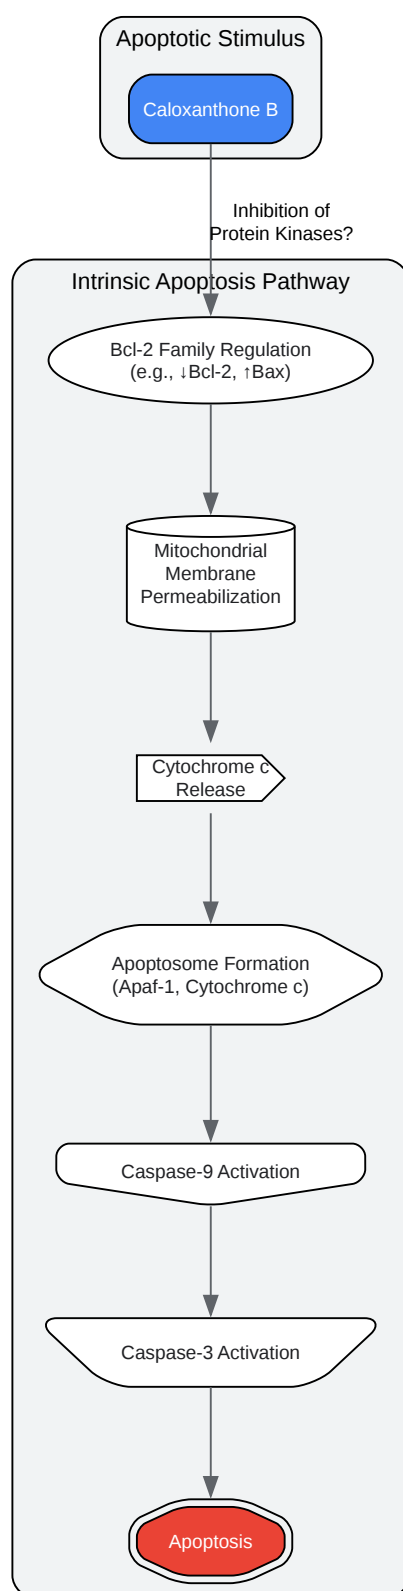 Apoptotic Stimulus
Caloxanthone B
Inhibition of
Protein Kinases?
Intrinsic Apoptosis Pathway
Bcl-2 Family Regulation
(e.g., ↓Bcl-2, ↑Bax)
Mitochondrial
Membrane
Permeabilization
Cytochrome c
Release
Apoptosome Formation
(Apaf-1, Cytochrome c)
Caspase-9 Activation
Caspase-3 Activation
Apoptosis